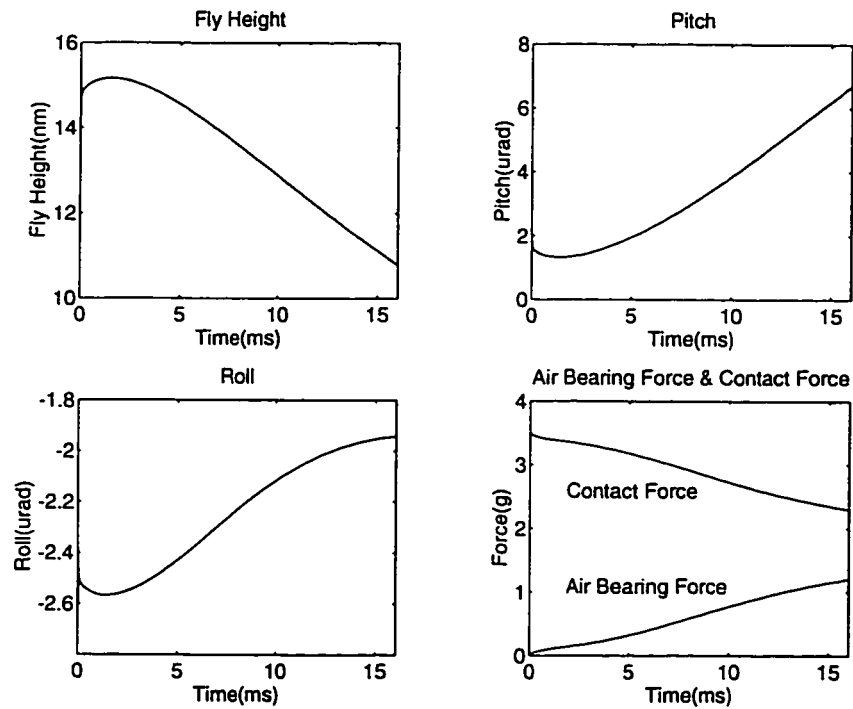 Fly Height
16
14
12
10
Fly Height(nm)
0 5 10 15
Time(ms)
Pitch
8
6
4
2
0
Pitch(urad)
0 5 10 15
Time(ms)
Roll
-1.8
-2
-2.2
-2.4
-2.6
Roll(urad)
0 5 10 15
Time(ms)
Air Bearing Force & Contact Force
4
3
2
1
0
Force(g)
Contact Force
Air Bearing Force
0 5 10 15
Time(ms)